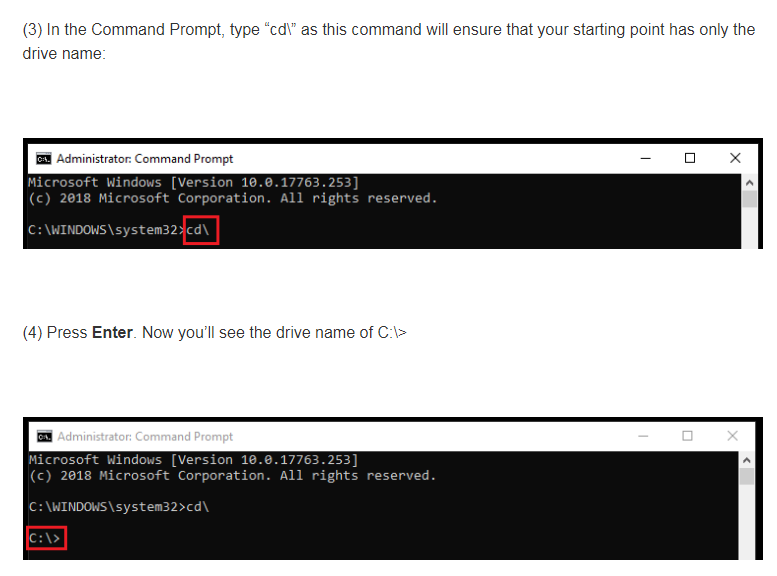 (3) In the Command Prompt, type “cd\” as this command will ensure that your starting point has only the
drive name:
Administrator: Command Prompt
Microsoft Windows [Version 10.0.17763.253]
(c) 2018 Microsoft Corporation. All rights reserved.
C:\WINDOWS\system32>cd\
(4) Press Enter. Now you’ll see the drive name of C:\>
Administrator: Command Prompt
Microsoft Windows [Version 10.0.17763.253]
(c) 2018 Microsoft Corporation. All rights reserved.
C:\WINDOWS\system32>cd\
C:\>